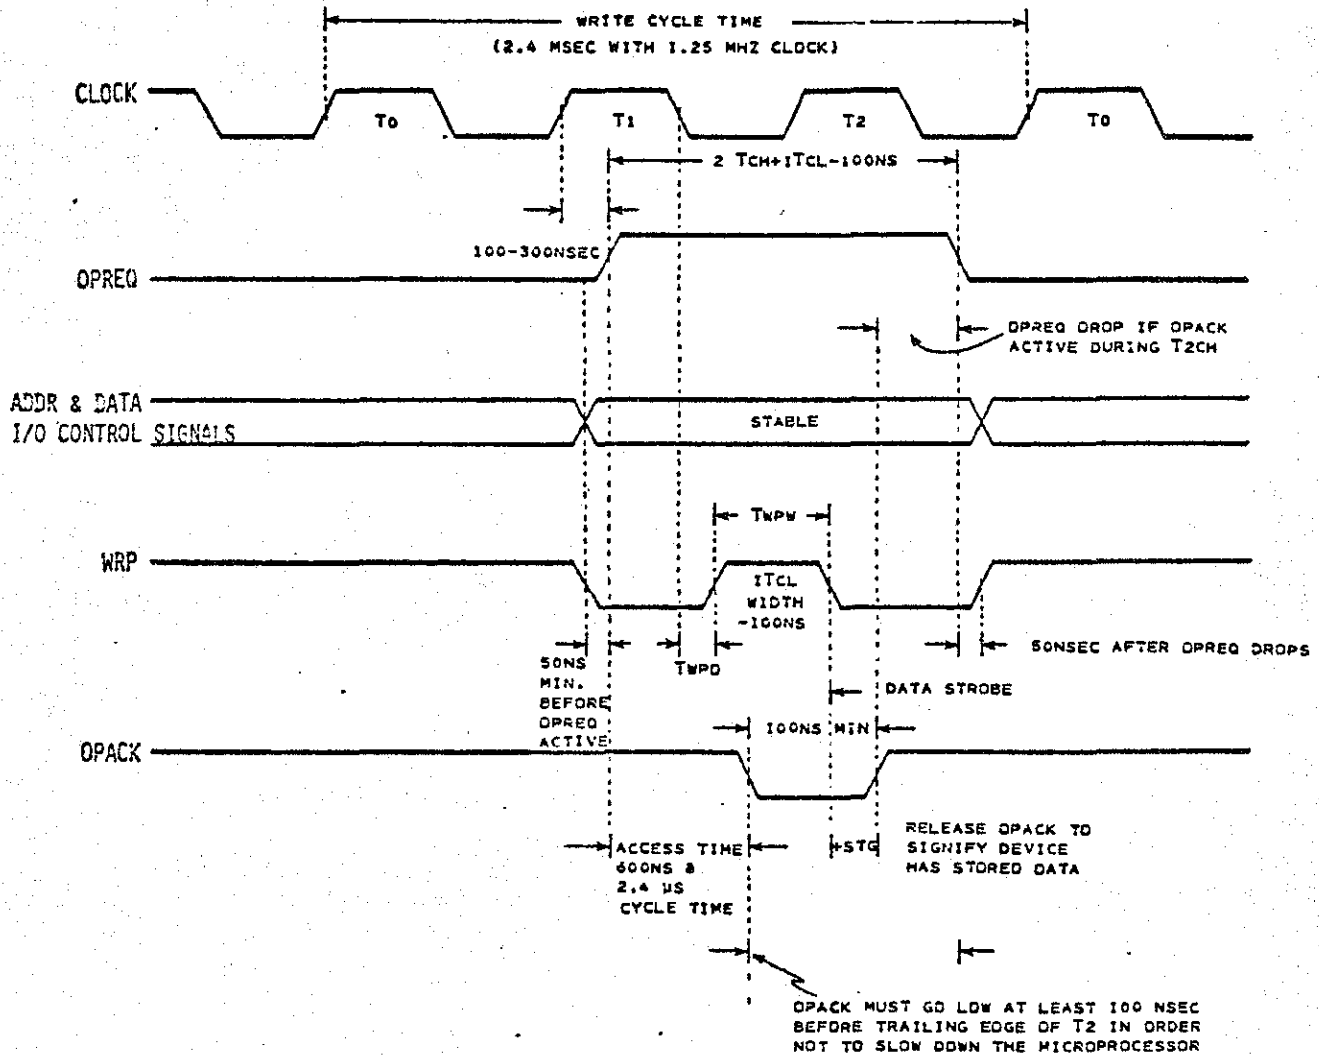 WRITE CYCLE TIME
(2.4 MSEC WITH 1.25 MHZ CLOCK)
CLOCK
T0
T1
T2
T0
2 TCH+1TCL-100NS
100-300NSEC
OPREQ
OPREQ DROP IF OPACK
ACTIVE DURING T2CH
ADDR & DATA
I/O CONTROL SIGNALS
STABLE
TWPW
WRP
1TCL
WIDTH
-100NS
50NS
MIN.
BEFORE
OPREQ
ACTIVE
TWPD
50NSEC AFTER OPREQ DROPS
DATA STROBE
100NS MIN
OPACK
ACCESS TIME
600NS @
2.4 µS
CYCLE TIME
+STG
RELEASE OPACK TO
SIGNIFY DEVICE
HAS STORED DATA
OPACK MUST GO LOW AT LEAST 100 NSEC
BEFORE TRAILING EDGE OF T2 IN ORDER
NOT TO SLOW DOWN THE MICROPROCESSOR